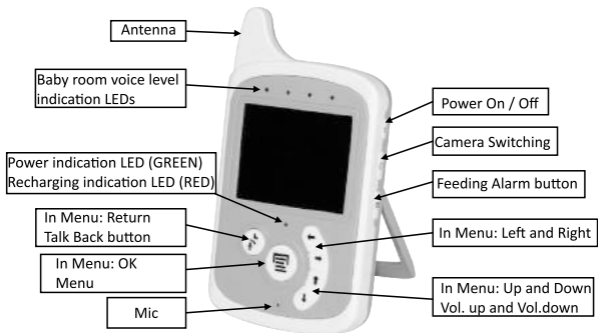 Antenna
Baby room voice level
indication LEDs
Power indication LED (GREEN)
Recharging indication LED (RED)
In Menu: Return
Talk Back button
In Menu: OK
Menu
Mic
Power On / Off
Camera Switching
Feeding Alarm button
In Menu: Left and Right
In Menu: Up and Down
Vol. up and Vol.down